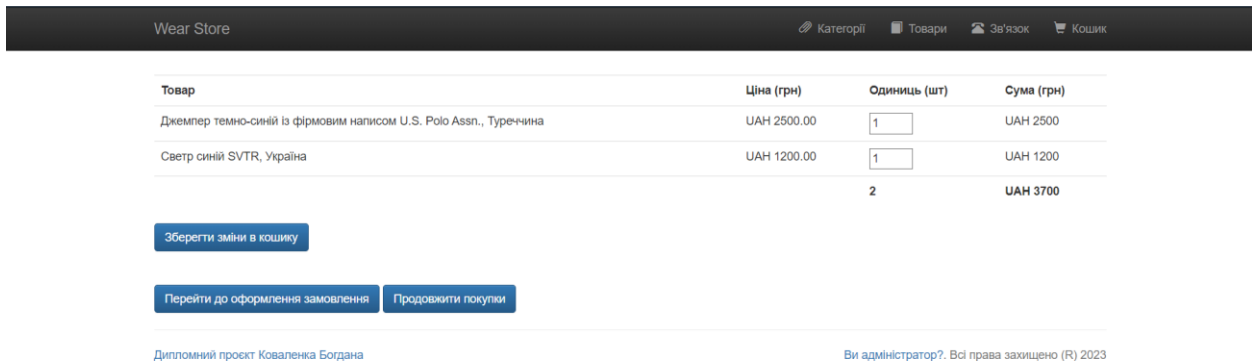 Wear Store Категорії Товари Зв'язок Кошик
Товар Ціна (грн) Одиниць (шт) Сума (грн)
Джемпер темно-синій із фірмовим написом U.S. Polo Assn., Туреччина UAH 2500.00 1 UAH 2500
Светр синій SVTR, Україна UAH 1200.00 1 UAH 1200
2 UAH 3700
Зберегти зміни в кошику
Перейти до оформлення замовлення Продовжити покупки
Дипломний проєкт Коваленка Богдана Ви адміністратор?. Всі права захищено (R) 2023